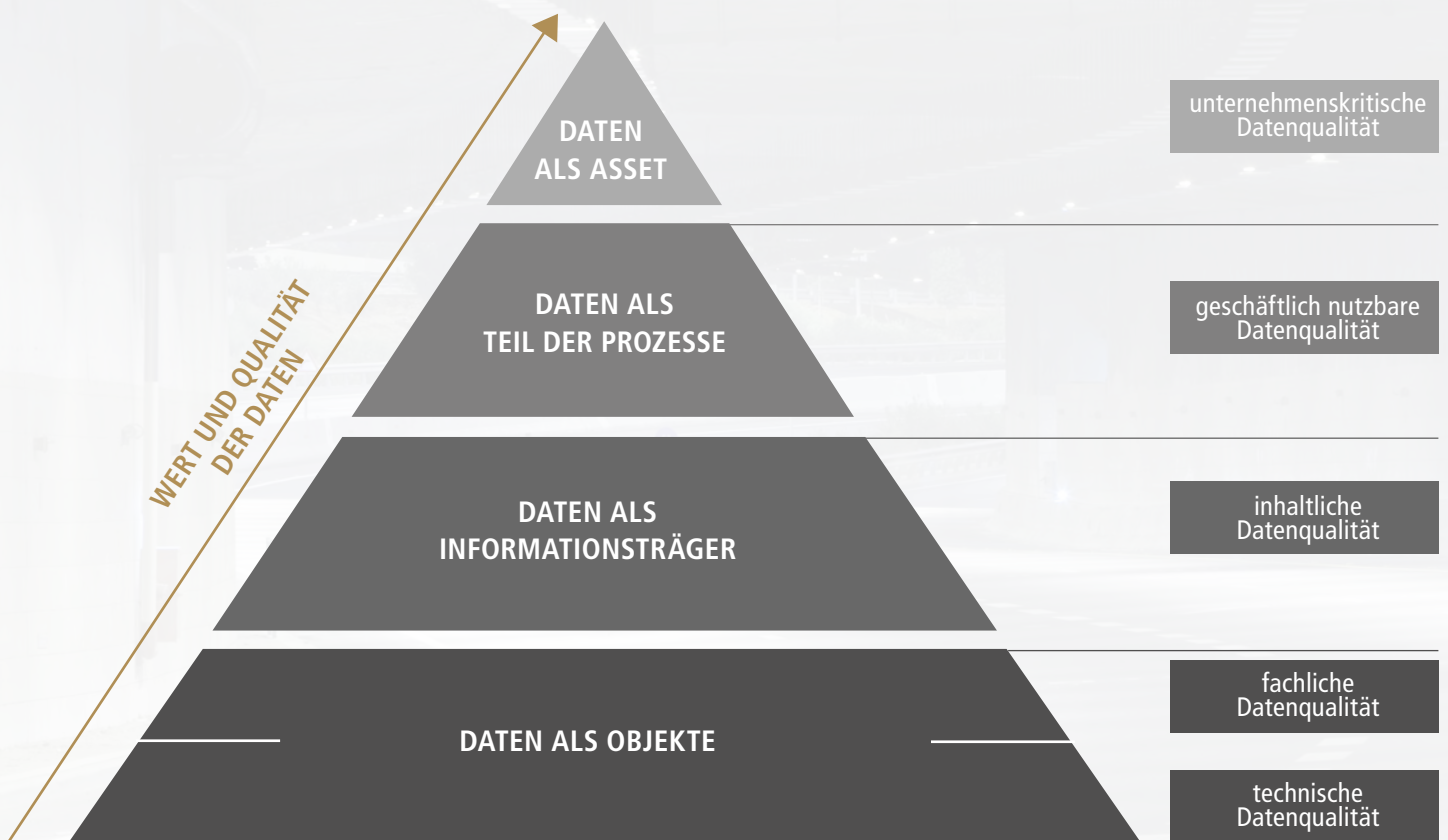 DATEN
ALS ASSET
unternehmenskritische
Datenqualität
DATEN ALS
TEIL DER PROZESSE
geschäftlich nutzbare
Datenqualität
WERT UND QUALITÄT
DER DATEN
DATEN ALS
INFORMATIONSTRÄGER
inhaltliche
Datenqualität
DATEN ALS OBJEKTE
fachliche
Datenqualität
technische
Datenqualität